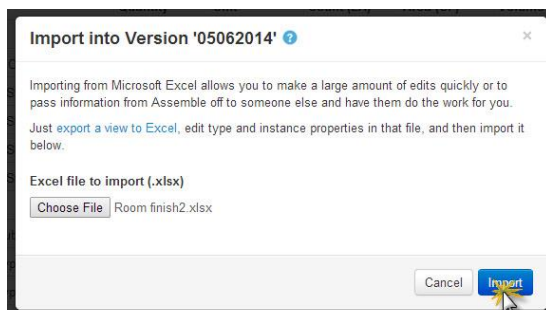 Import into Version '05062014' ?
×
Importing from Microsoft Excel allows you to make a large amount of edits quickly or to
pass information from Assemble off to someone else and have them do the work for you.
Just export a view to Excel, edit type and instance properties in that file, and then import it
below.
Excel file to import (.xlsx)
Choose File Room finish2.xlsx
Cancel Import